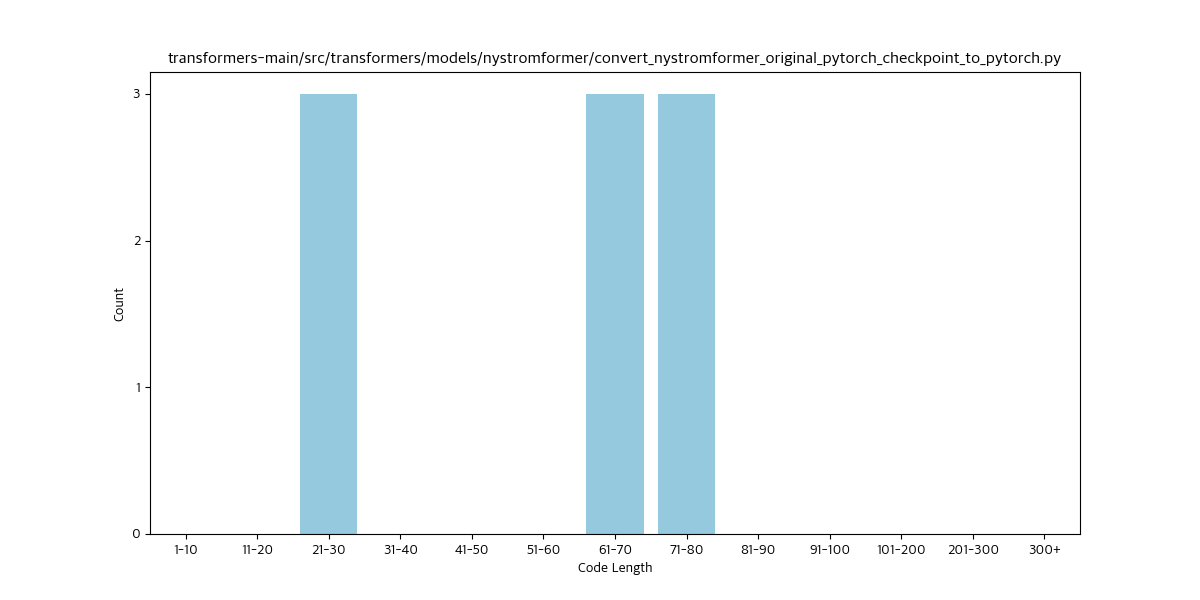 transformers-main/src/transformers/models/nystromformer/convert_nystromformer_original_pytorch_checkpoint_to_pytorch.py
3
2
1
0
Count
1-10 11-20 21-30 31-40 41-50 51-60 61-70 71-80 81-90 91-100 101-200 201-300 300+
Code Length